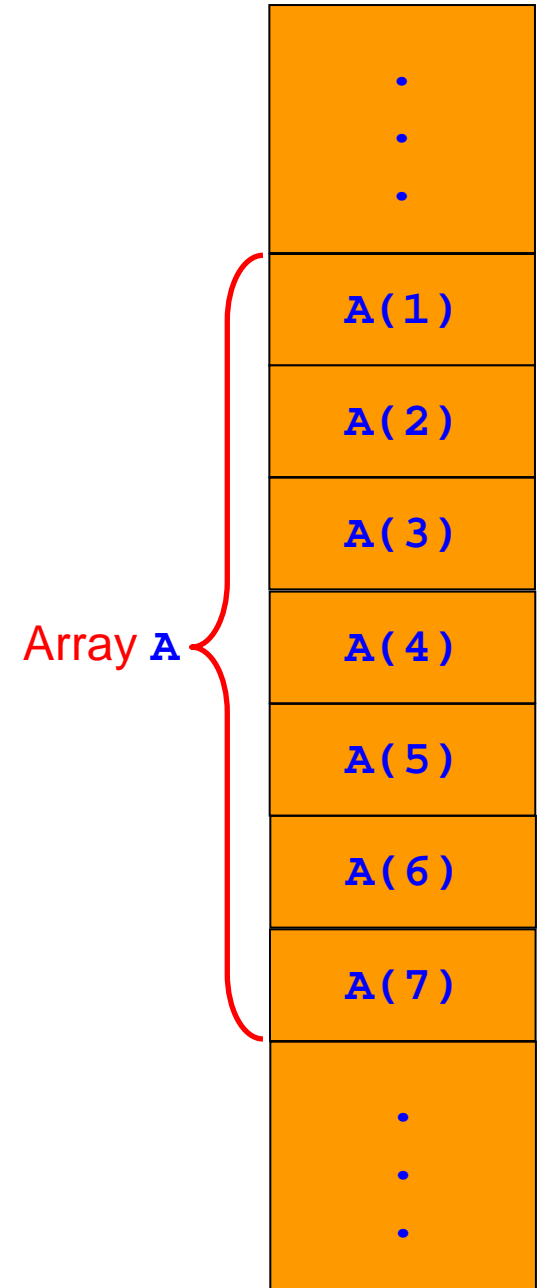 .
.
.
A(1)
A(2)
A(3)
Array A
A(4)
A(5)
A(6)
A(7)
.
.
.